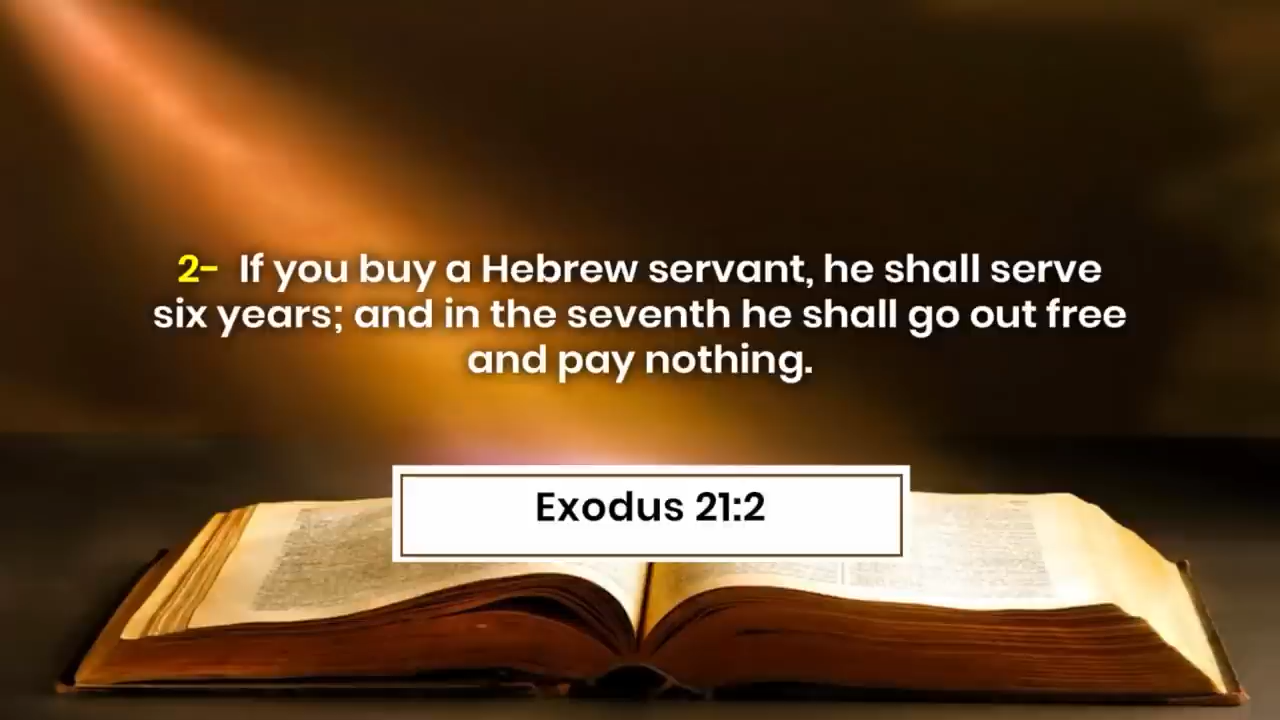 2- If you buy a Hebrew servant, he shall serve
six years; and in the seventh he shall go out free
and pay nothing.
Exodus 21:2